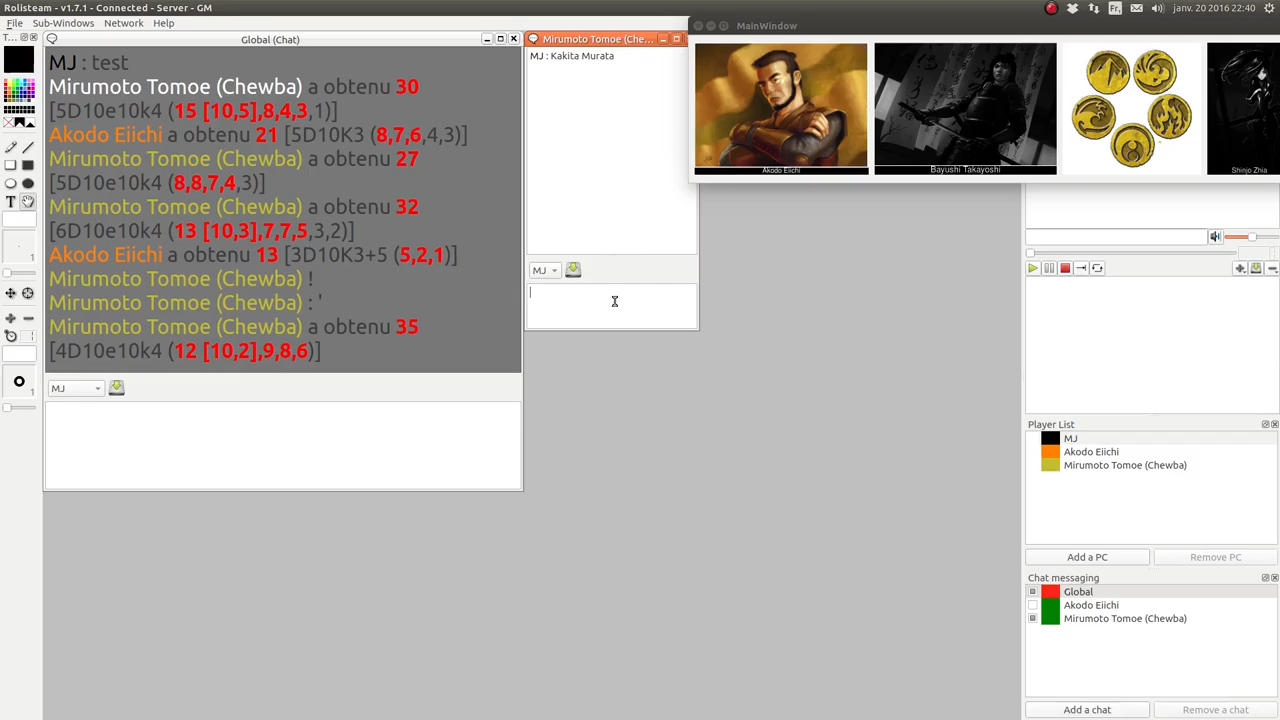 Rolisteam - v1.7.1 - Connected - Server - GM
Fr
janv. 20 2016 22:40
File Sub-Windows Network Help
T...
Global (Chat)
MJ : test
Mirumoto Tomoe (Chewba) a obtenu 30
[5D10e10k4 (15 [10,5],8,4,3,1)]
Akodo Eiichi a obtenu 21 [5D10K3 (8,7,6,4,3)]
Mirumoto Tomoe (Chewba) a obtenu 27
[5D10e10k4 (8,8,7,4,3)]
Mirumoto Tomoe (Chewba) a obtenu 32
[6D10e10k4 (13 [10,3],7,7,5,3,2)]
Akodo Eiichi a obtenu 13 [3D10K3+5 (5,2,1)]
Mirumoto Tomoe (Chewba) !
Mirumoto Tomoe (Chewba) : '
Mirumoto Tomoe (Chewba) a obtenu 35
[4D10e10k4 (12 [10,2],9,8,6)]
MJ
T
1
1
Mirumoto Tomoe (Che...
MJ : Kakita Murata
MJ
MainWindow
Akodo Eiichi
Bayushi Takayoshi
Shinjo Zhia
Player List
MJ
Akodo Eiichi
Mirumoto Tomoe (Chewba)
Add a PC
Remove PC
Chat messaging
Global
Akodo Eiichi
Mirumoto Tomoe (Chewba)
Add a chat
Remove a chat